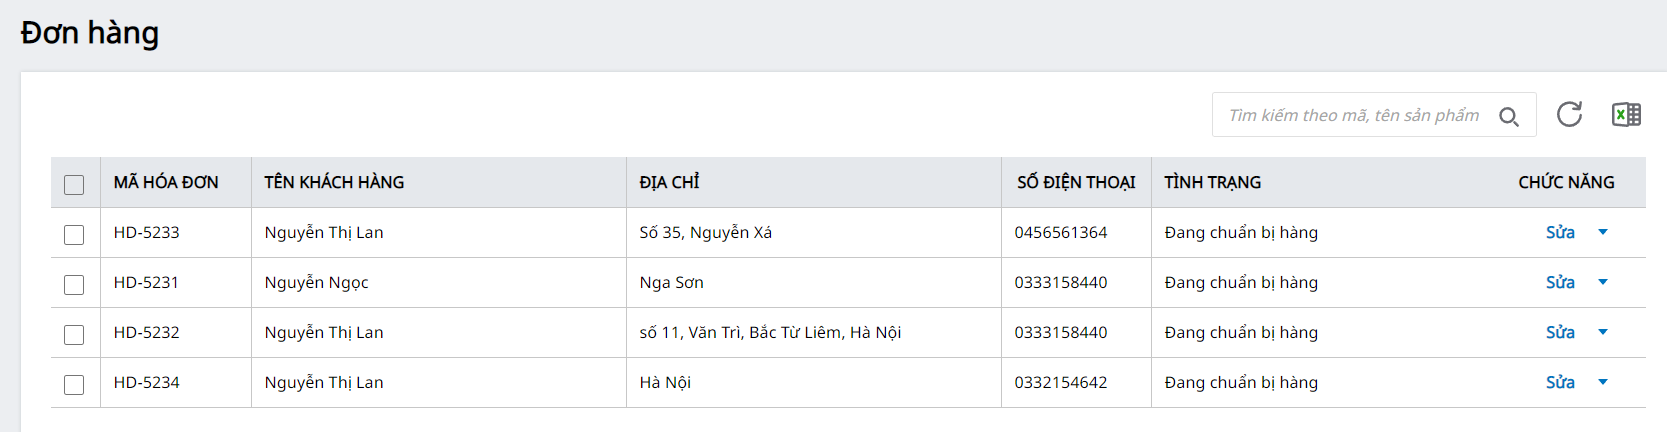 Đơn hàng
Tìm kiếm theo mã, tên sản phẩm
MÃ HÓA ĐƠN TÊN KHÁCH HÀNG ĐỊA CHỈ SỐ ĐIỆN THOẠI TÌNH TRẠNG CHỨC NĂNG
HD-5233 Nguyễn Thị Lan Số 35, Nguyễn Xá 0456561364 Đang chuẩn bị hàng Sửa
HD-5231 Nguyễn Ngọc Nga Sơn 0333158440 Đang chuẩn bị hàng Sửa
HD-5232 Nguyễn Thị Lan số 11, Văn Trì, Bắc Từ Liêm, Hà Nội 0333158440 Đang chuẩn bị hàng Sửa
HD-5234 Nguyễn Thị Lan Hà Nội 0332154642 Đang chuẩn bị hàng Sửa